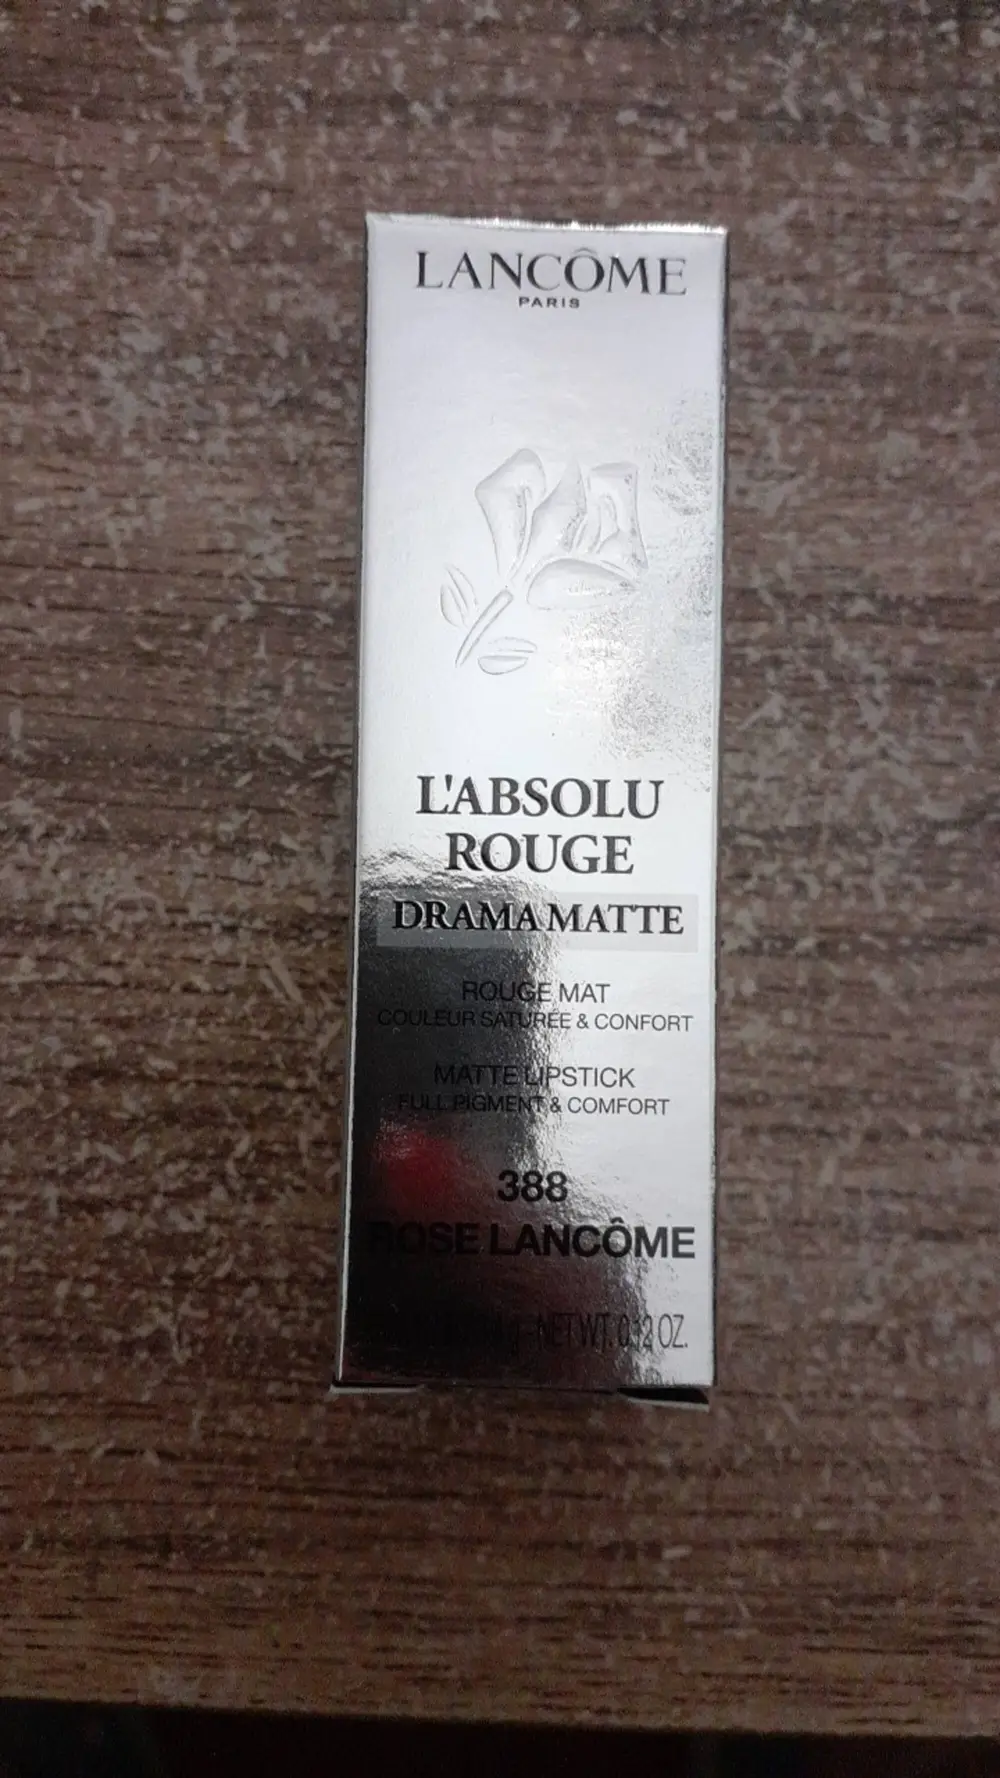 LANCÔME
PARIS
L'ABSOLU
ROUGE
DRAMA MATTE
ROUGE MAT
COULEUR SATURÉE & CONFORT
MATTE LIPSTICK
FULL PIGMENT & COMFORT
388
ROSE LANCÔME
g - NET WT. 0.12 OZ.